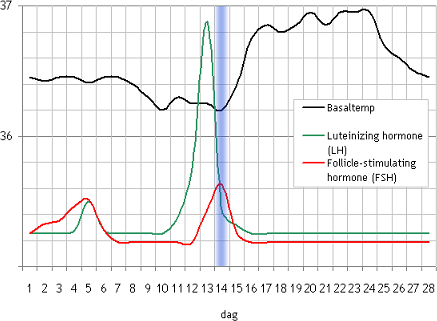 37
36
Basaltemp
Luteinizing hormone
(LH)
Follicle-stimulating
hormone (FSH)
1 2 3 4 5 6 7 8 9 10 11 12 13 14 15 16 17 18 19 20 21 22 23 24 25 26 27 28
dag